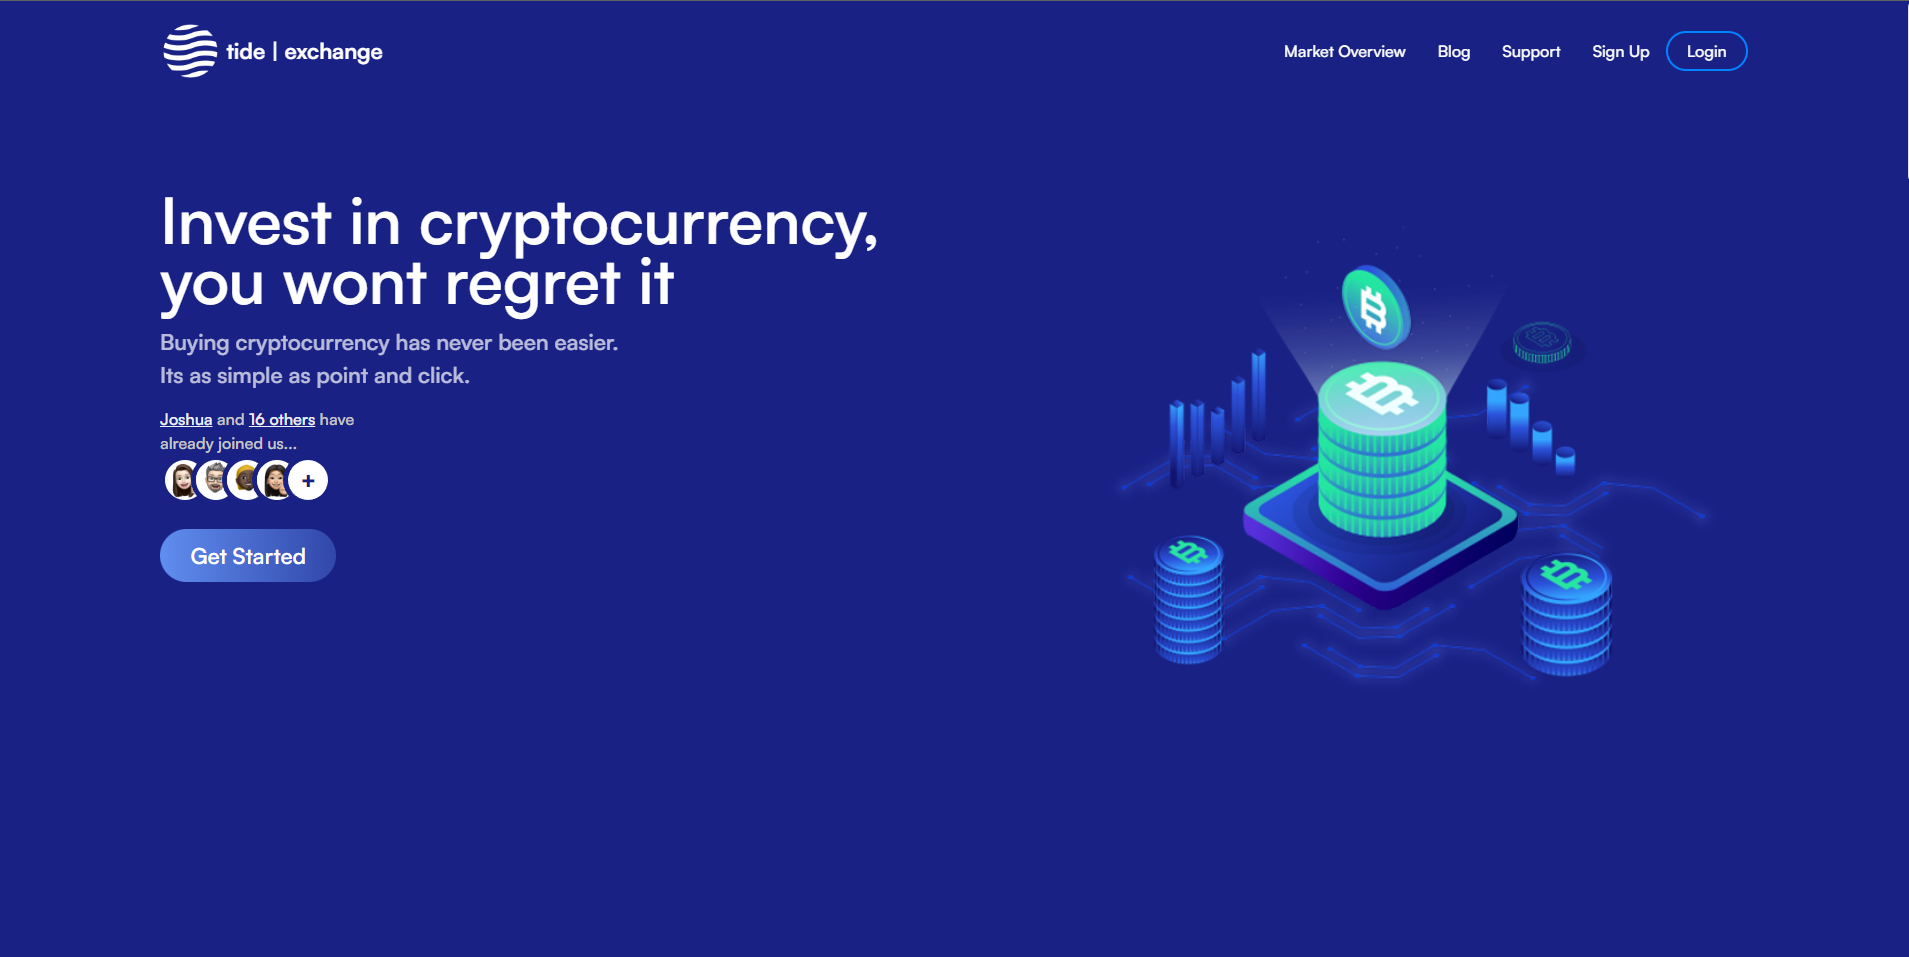 tide | exchange
Market Overview
Blog
Support
Sign Up
Login
Invest in cryptocurrency,
you wont regret it
Buying cryptocurrency has never been easier.
Its as simple as point and click.
Joshua and 16 others have
already joined us...
+
Get Started